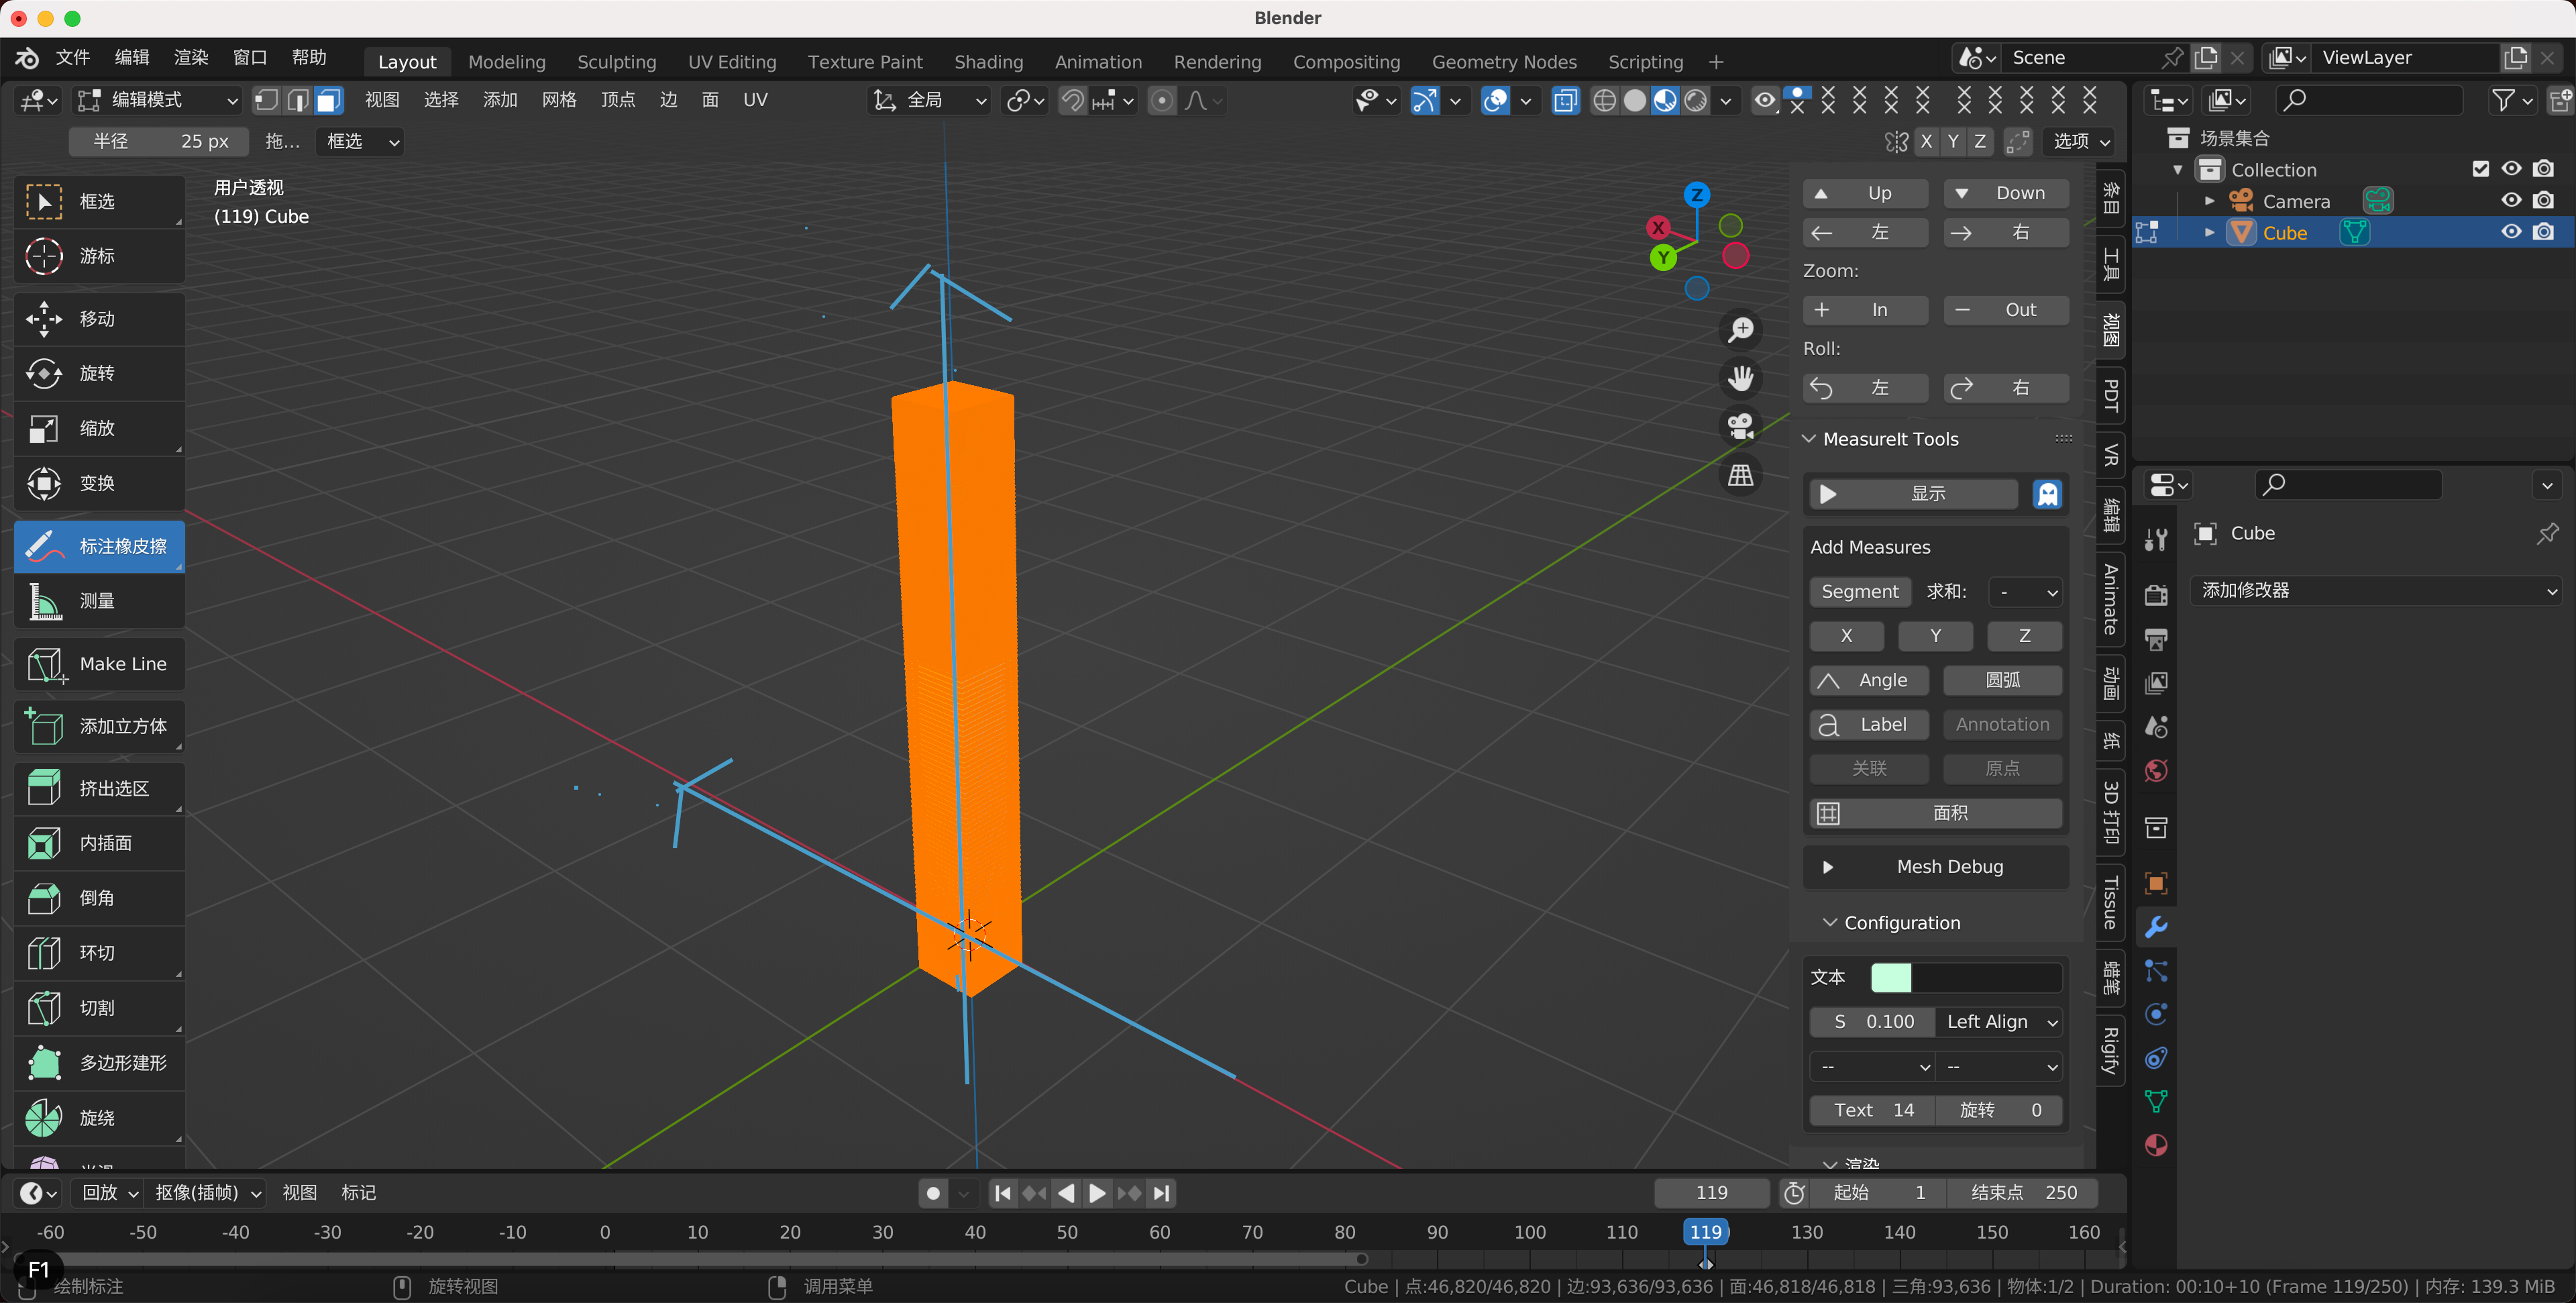 Blender
文件 编辑 渲染 窗口 帮助 Layout Modeling Sculpting UV Editing Texture Paint Shading Animation Rendering Compositing Geometry Nodes Scripting + Scene ViewLayer
编辑模式 视图 选择 添加 网格 顶点 边 面 UV 全局
半径 25 px 拖... 框选 X Y Z 选项
用户透视
(119) Cube
框选
游标
移动
旋转
缩放
变换
标注橡皮擦
测量
Make Line
添加立方体
挤出选区
内插面
倒角
环切
切割
多边形建形
旋绕
Z
X
Y
Up Down
左 右
Zoom:
In Out
Roll:
左 右
MeasureIt Tools
显示
Add Measures
Segment 求和: -
X Y Z
Angle 圆弧
Label Annotation
关联 原点
面积
Mesh Debug
Configuration
文本
S 0.100 Left Align
-- --
Text 14 旋转 0
渲染
条目
工具
视图
PDT
VR
编辑
Animate
动画
纸
3D 打印
Tissue
蜡笔
Rigify
场景集合
Collection
Camera
Cube
Cube
添加修改器
回放 抠像(插帧) 视图 标记 119 起始 1 结束点 250
-60 -50 -40 -30 -20 -10 0 10 20 30 40 50 60 70 80 90 100 110 119 130 140 150 160
F1
绘制标注 旋转视图 调用菜单 Cube | 点:46,820/46,820 | 边:93,636/93,636 | 面:46,818/46,818 | 三角:93,636 | 物体:1/2 | Duration: 00:10+10 (Frame 119/250) | 内存: 139.3 MiB